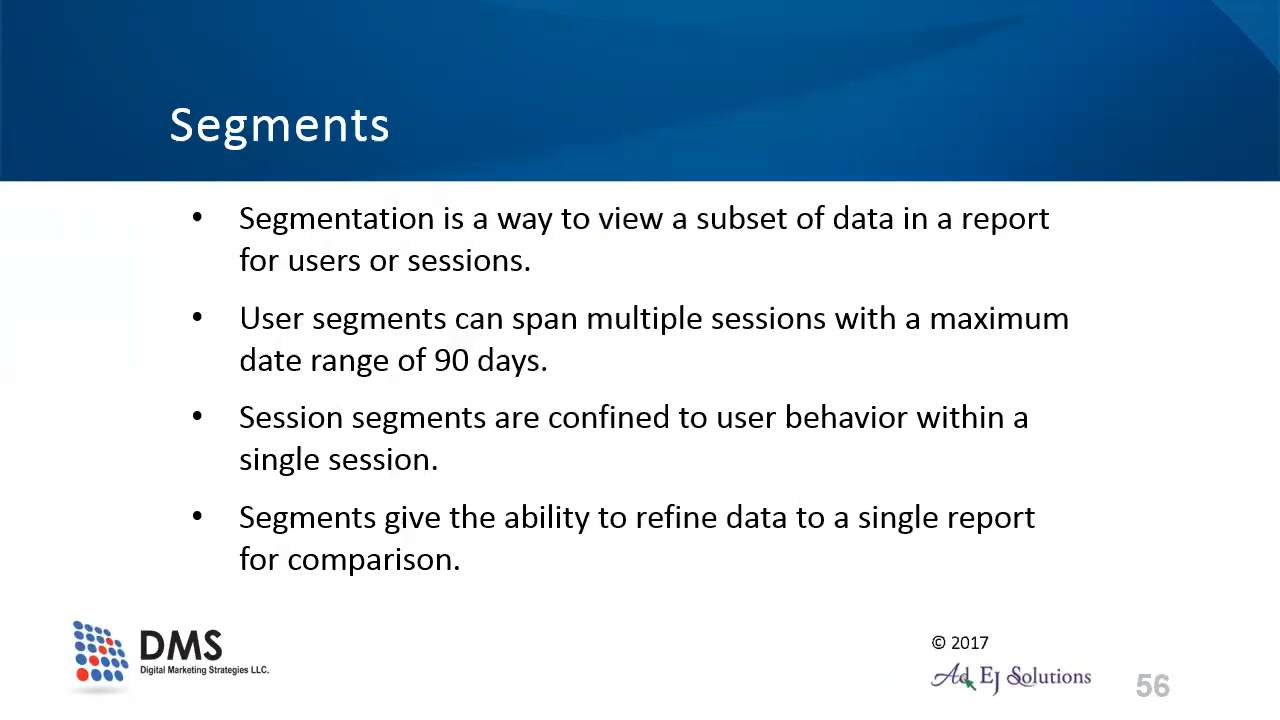 Segments
• Segmentation is a way to view a subset of data in a report
for users or sessions.
• User segments can span multiple sessions with a maximum
date range of 90 days.
• Session segments are confined to user behavior within a
single session.
• Segments give the ability to refine data to a single report
for comparison.
DMS
Digital Marketing Strategies LLC.
© 2017
Ad Ej Solutions
56